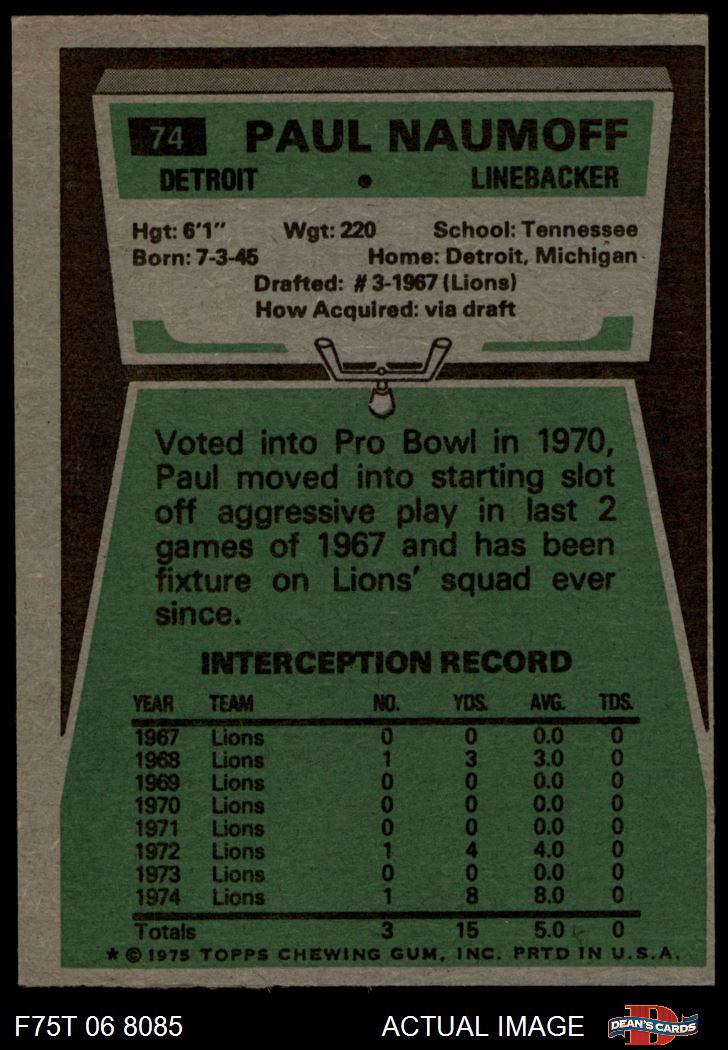 74 PAUL NAUMOFF
DETROIT • LINEBACKER
Hgt: 6'1" Wgt: 220 School: Tennessee
Born: 7-3-45 Home: Detroit, Michigan
Drafted: #3-1967 (Lions)
How Acquired: via draft
Voted into Pro Bowl in 1970,
Paul moved into starting slot
off aggressive play in last 2
games of 1967 and has been
fixture on Lions' squad ever
since.
INTERCEPTION RECORD
YEAR TEAM NO. YDS. AVG. TDS.
1967 Lions 0 0 0.0 0
1968 Lions 1 3 3.0 0
1969 Lions 0 0 0.0 0
1970 Lions 0 0 0.0 0
1971 Lions 0 0 0.0 0
1972 Lions 1 4 4.0 0
1973 Lions 0 0 0.0 0
1974 Lions 1 8 8.0 0
Totals 3 15 5.0 0
* © 1975 TOPPS CHEWING GUM, INC. PRTD IN U.S.A.
F75T 06 8085 ACTUAL IMAGE D DEAN'S CARDS